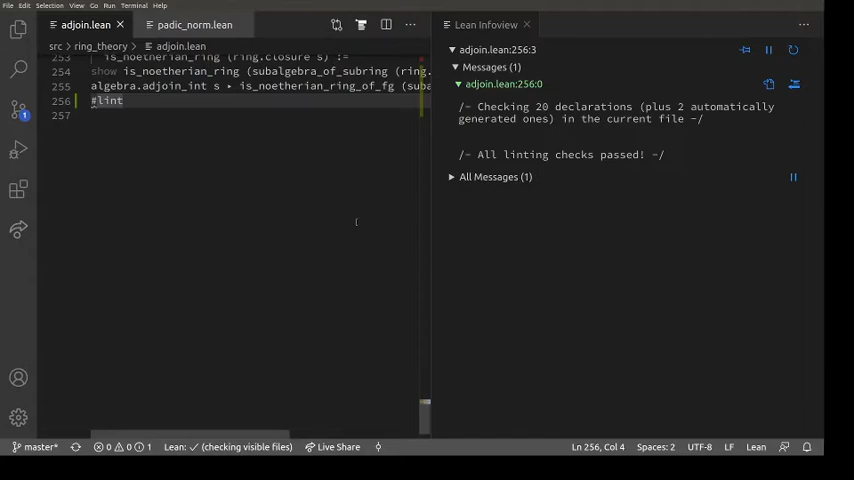 File Edit Selection View Go Run Terminal Help
adjoin.lean
padic_norm.lean
Lean Infoview
src > ring_theory > adjoin.lean
253 is_noetherian_ring (ring.closure s) :=
254 show is_noetherian_ring (subalgebra_of_subring (ring.
255 algebra.adjoin_int s ▸ is_noetherian_ring_of_fg (suba
256 #lint
257
adjoin.lean:256:3
Messages (1)
adjoin.lean:256:0
/- Checking 20 declarations (plus 2 automatically
generated ones) in the current file -/
/- All linting checks passed! -/
All Messages (1)
1
master* 0 0 1 Lean: ✓ (checking visible files) Live Share Ln 256, Col 4 Spaces: 2 UTF-8 LF Lean